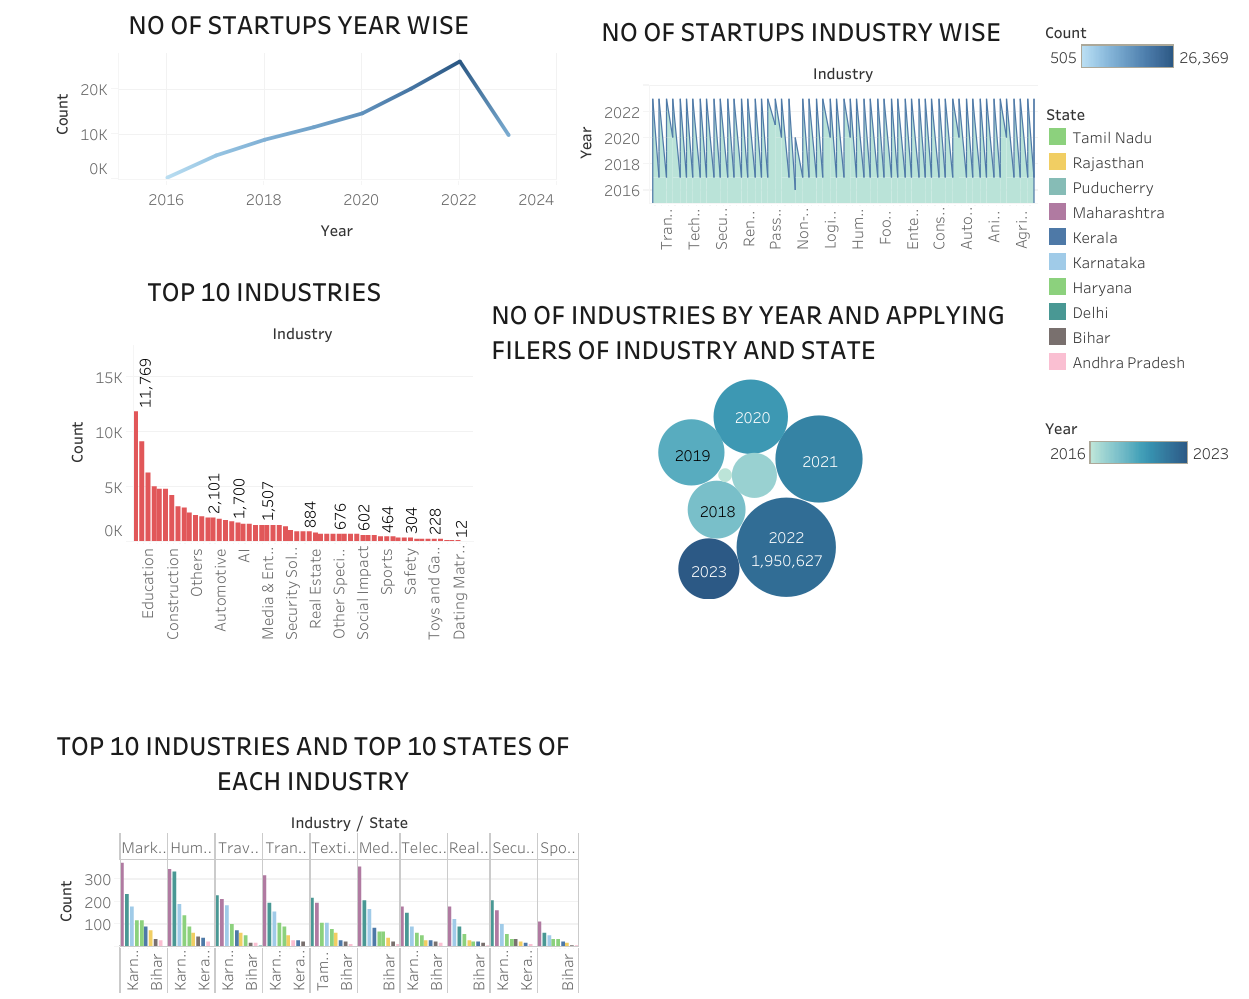 NO OF STARTUPS YEAR WISE
Count
20K
10K
0K
2016 2018 2020 2022 2024
Year
NO OF STARTUPS INDUSTRY WISE
Industry
Year
2022
2020
2018
2016
Tran.. Tech.. Secu.. Ren.. Pass.. Non-.. Logi.. Hum.. Foo.. Ente.. Cons.. Auto.. Ani.. Agri..
Count
505 26,369
State
Tamil Nadu
Rajasthan
Puducherry
Maharashtra
Kerala
Karnataka
Haryana
Delhi
Bihar
Andhra Pradesh
Year
2016 2023
TOP 10 INDUSTRIES
Industry
Count
15K
10K
5K
0K
11,769 2,101 1,700 1,507 884 676 602 464 304 228 12
Education Construction Others Automotive AI Media & Ent.. Security Sol.. Real Estate Other Speci.. Social Impact Sports Safety Toys and Ga.. Dating Matr..
NO OF INDUSTRIES BY YEAR AND APPLYING
FILERS OF INDUSTRY AND STATE
2020
2019
2021
2018
2022
1,950,627
2023
TOP 10 INDUSTRIES AND TOP 10 STATES OF
EACH INDUSTRY
Industry / State
Mark.. Hum.. Trav.. Tran.. Texti.. Med.. Telec.. Real.. Secu.. Spo..
Count
300
200
100
Karn.. Bihar Karn.. Kera.. Karn.. Bihar Karn.. Kera.. Tam.. Bihar Bihar Karn.. Bihar Bihar Karn.. Kera.. Bihar